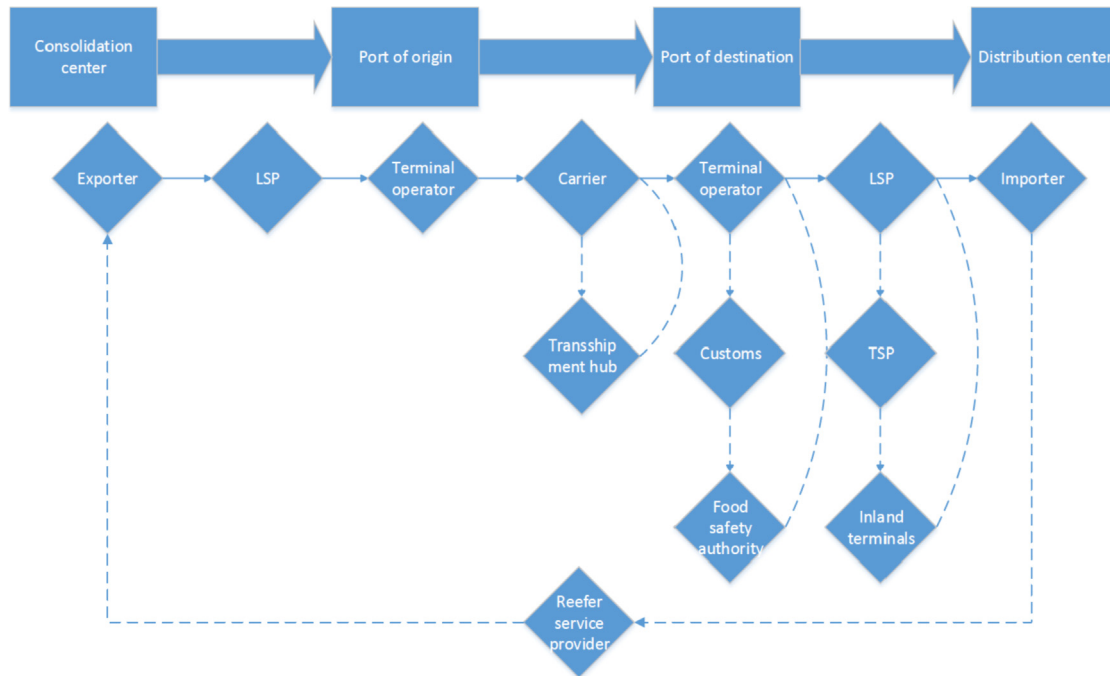 Consolidation
center
Port of origin
Port of destination
Distribution center
Exporter
LSP
Terminal
operator
Carrier
Terminal
operator
LSP
Importer
Transship
ment hub
Customs
TSP
Food
safety
authority
Inland
terminals
Reefer
service
provider